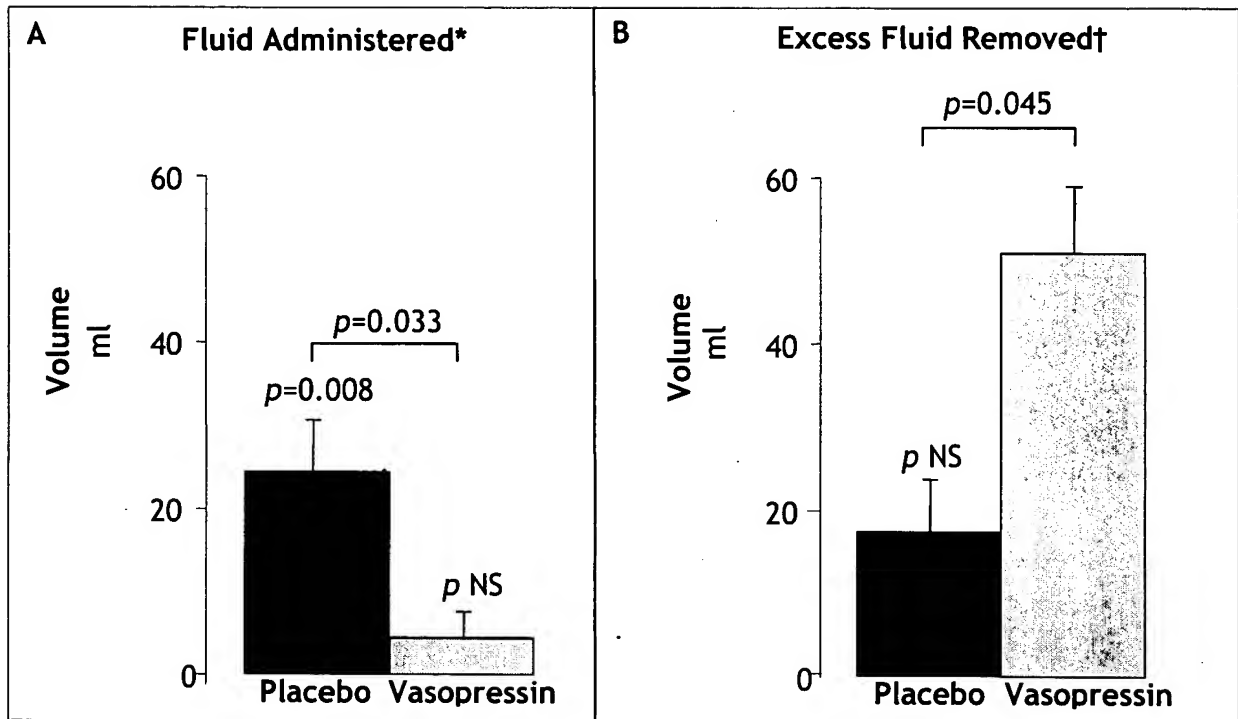 A
Fluid Administered*
60
40
20
0
Volume
ml
p=0.033
p=0.008
p NS
Placebo Vasopressin
B
Excess Fluid Removed†
p=0.045
60
40
20
0
Volume
ml
p NS
Placebo Vasopressin